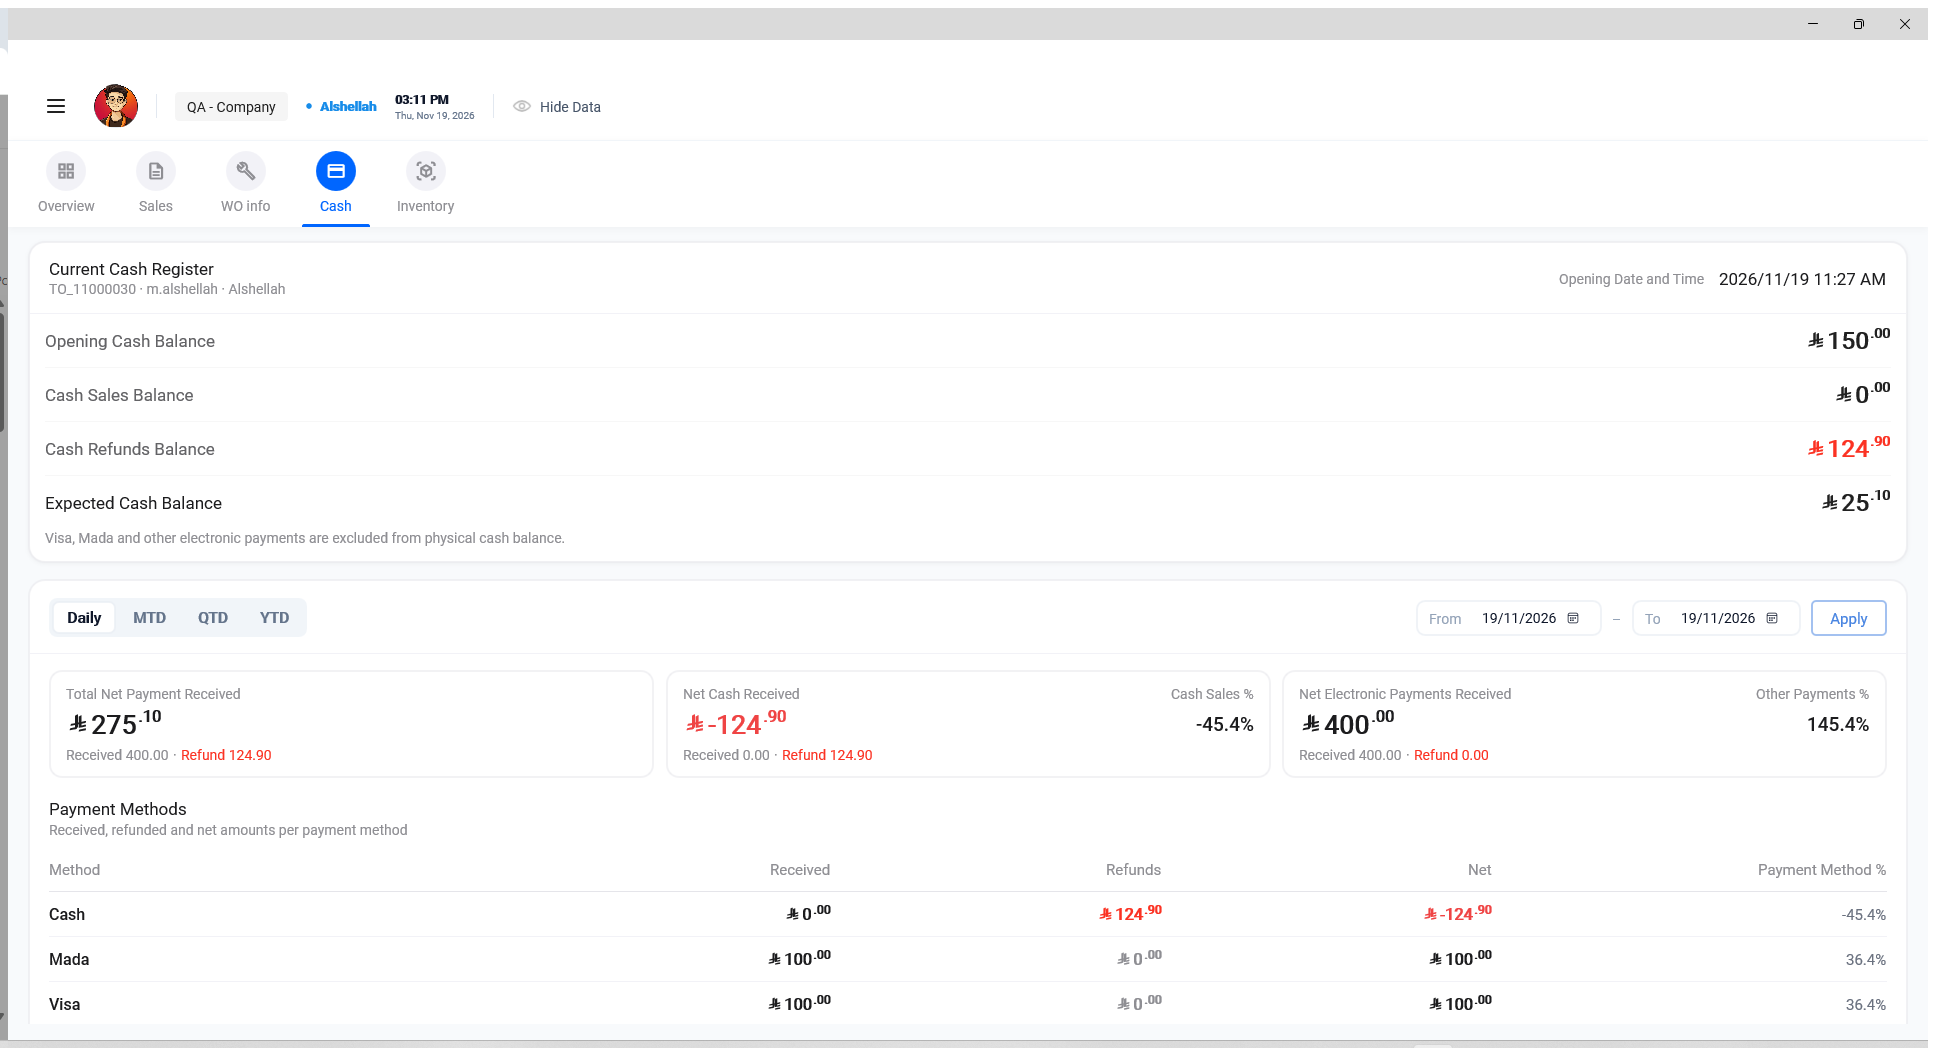 QA - Company
• Alshellah
03:11 PM
Thu, Nov 19, 2026
Hide Data
Overview
Sales
WO info
Cash
Inventory
Current Cash Register
TO_11000030 · m.alshellah · Alshellah
Opening Date and Time 2026/11/19 11:27 AM
Opening Cash Balance
150.00
Cash Sales Balance
0.00
Cash Refunds Balance
124.90
Expected Cash Balance
25.10
Visa, Mada and other electronic payments are excluded from physical cash balance.
Daily MTD QTD YTD
From 19/11/2026 – To 19/11/2026 Apply
Total Net Payment Received
275.10
Received 400.00 · Refund 124.90
Net Cash Received
Cash Sales %
-124.90
-45.4%
Received 0.00 · Refund 124.90
Net Electronic Payments Received
Other Payments %
400.00
145.4%
Received 400.00 · Refund 0.00
Payment Methods
Received, refunded and net amounts per payment method
Method Received Refunds Net Payment Method %
Cash 0.00 124.90 -124.90 -45.4%
Mada 100.00 0.00 100.00 36.4%
Visa 100.00 0.00 100.00 36.4%